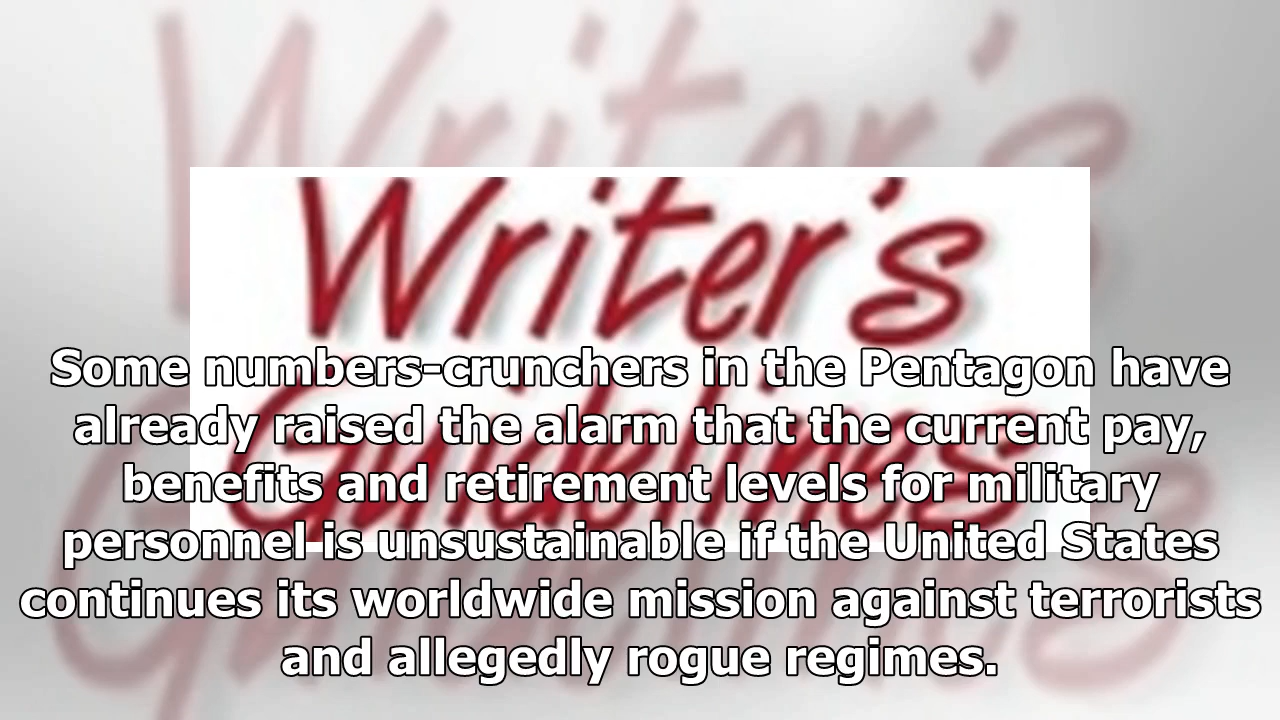 Writer's
Guidelines
Some numbers-crunchers in the Pentagon have
already raised the alarm that the current pay,
benefits and retirement levels for military
personnel is unsustainable if the United States
continues its worldwide mission against terrorists
and allegedly rogue regimes.